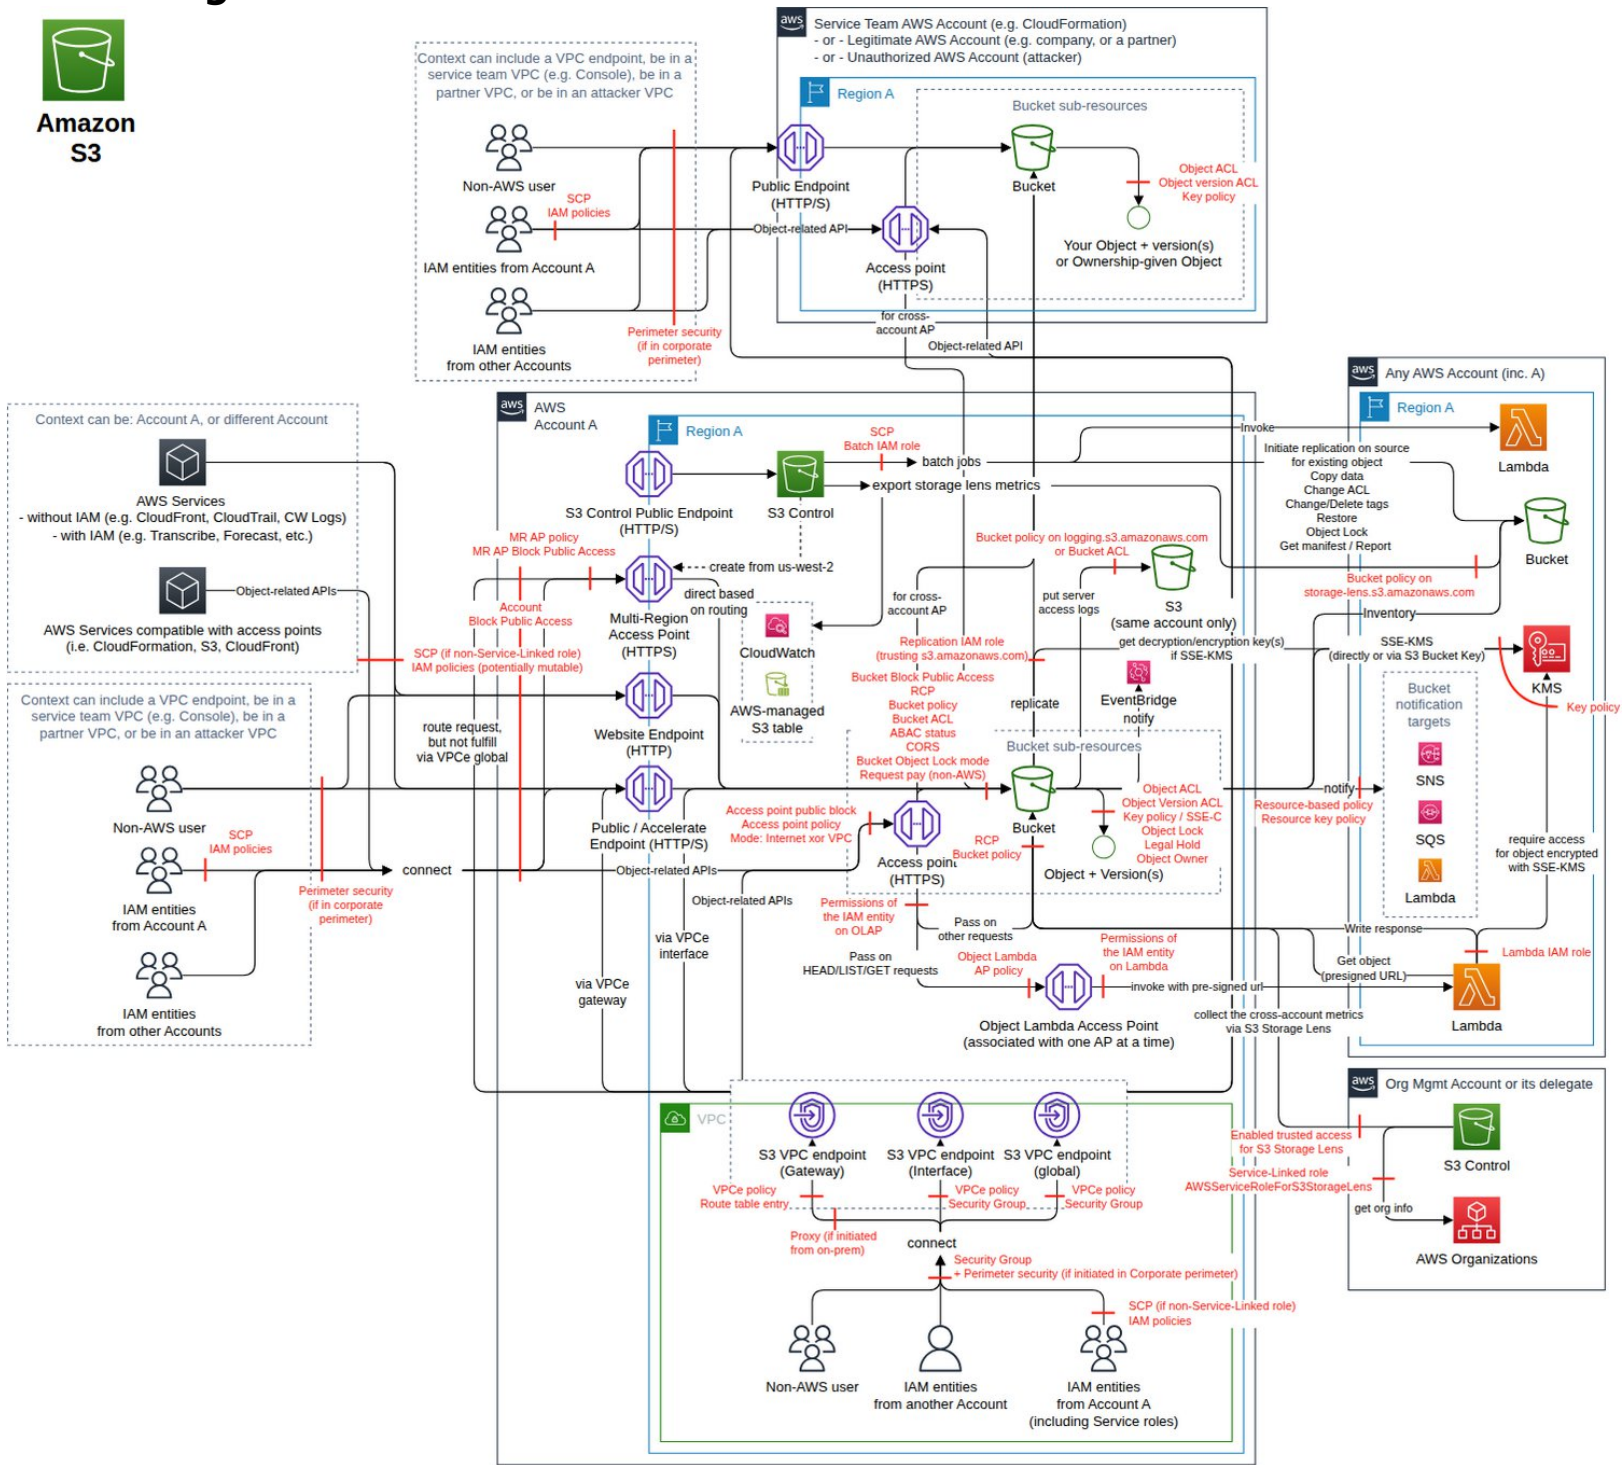 Amazon
S3
Context can include a VPC endpoint, be in a
service team VPC (e.g. Console), be in a
partner VPC, or be in an attacker VPC
Non-AWS user
SCP
IAM policies
IAM entities from Account A
IAM entities
from other Accounts
Perimeter security
(if in corporate
perimeter)
aws
Service Team AWS Account (e.g. CloudFormation)
- or - Legitimate AWS Account (e.g. company, or a partner)
- or - Unauthorized AWS Account (attacker)
Region A
Bucket sub-resources
Public Endpoint
(HTTP/S)
Bucket
Object ACL
Object version ACL
Key policy
Object-related API
Access point
(HTTPS)
Your Object + version(s)
or Ownership-given Object
for cross-
account AP
Object-related API
Context can be: Account A, or different Account
AWS Services
- without IAM (e.g. CloudFront, CloudTrail, CW Logs)
- with IAM (e.g. Transcribe, Forecast, etc.)
Object-related APIs
AWS Services compatible with access points
(i.e. CloudFormation, S3, CloudFront)
SCP (if non-Service-Linked role)
IAM policies (potentially mutable)
Context can include a VPC endpoint, be in a
service team VPC (e.g. Console), be in a
partner VPC, or be in an attacker VPC
Non-AWS user
SCP
IAM policies
IAM entities
from Account A
Perimeter security
(if in corporate
perimeter)
IAM entities
from other Accounts
connect
route request,
but not fulfill
via VPCe global
aws
AWS
Account A
Region A
S3 Control Public Endpoint
(HTTP/S)
S3 Control
SCP
Batch IAM role
batch jobs
export storage lens metrics
MR AP policy
MR AP Block Public Access
create from us-west-2
Account
Block Public Access
direct based
on routing
Multi-Region
Access Point
(HTTPS)
CloudWatch
AWS-managed
S3 table
Website Endpoint
(HTTP)
Public / Accelerate
Endpoint (HTTP/S)
Object-related APIs
Object-related APIs
via VPCe
interface
via VPCe
gateway
Bucket policy on logging.s3.amazonaws.com
or Bucket ACL
for cross-
account AP
put server
access logs
S3
(same account only)
Replication IAM role
(trusting s3.amazonaws.com)
get decryption/encryption key(s)
if SSE-KMS
Bucket Block Public Access
RCP
Bucket policy
Bucket ACL
ABAC status
CORS
Bucket Object Lock mode
Request pay (non-AWS)
replicate
EventBridge
notify
Bucket sub-resources
Access point public block
Access point policy
Mode: Internet xor VPC
Bucket
Access point
(HTTPS)
RCP
Bucket policy
Object ACL
Object Version ACL
Key policy / SSE-C
Object Lock
Legal Hold
Object Owner
Object + Version(s)
Permissions of
the IAM entity
on OLAP
Pass on
other requests
Pass on
HEAD/LIST/GET requests
Object Lambda
AP policy
Permissions of
the IAM entity
on Lambda
invoke with pre-signed url
Object Lambda Access Point
(associated with one AP at a time)
aws
Any AWS Account (inc. A)
Region A
Invoke
Lambda
Initiate replication on source
for existing object
Copy data
Change ACL
Change/Delete tags
Restore
Object Lock
Get manifest / Report
Bucket
Bucket policy on
storage-lens.s3.amazonaws.com
Inventory
SSE-KMS
(directly or via S3 Bucket Key)
KMS
Key policy
Bucket
notification
targets
SNS
SQS
Lambda
notify
Resource-based policy
Resource key policy
require access
for object encrypted
with SSE-KMS
Write response
Get object
(presigned URL)
Lambda IAM role
Lambda
collect the cross-account metrics
via S3 Storage Lens
aws
Org Mgmt Account or its delegate
Enabled trusted access
for S3 Storage Lens
S3 Control
Service-Linked role
AWSServiceRoleForS3StorageLens
get org info
AWS Organizations
VPC
S3 VPC endpoint
(Gateway)
S3 VPC endpoint
(Interface)
S3 VPC endpoint
(global)
VPCe policy
Route table entry
VPCe policy
Security Group
VPCe policy
Security Group
Proxy (if initiated
from on-prem)
connect
Security Group
+ Perimeter security (if initiated in Corporate perimeter)
SCP (if non-Service-Linked role)
IAM policies
Non-AWS user
IAM entities
from another Account
IAM entities
from Account A
(including Service roles)